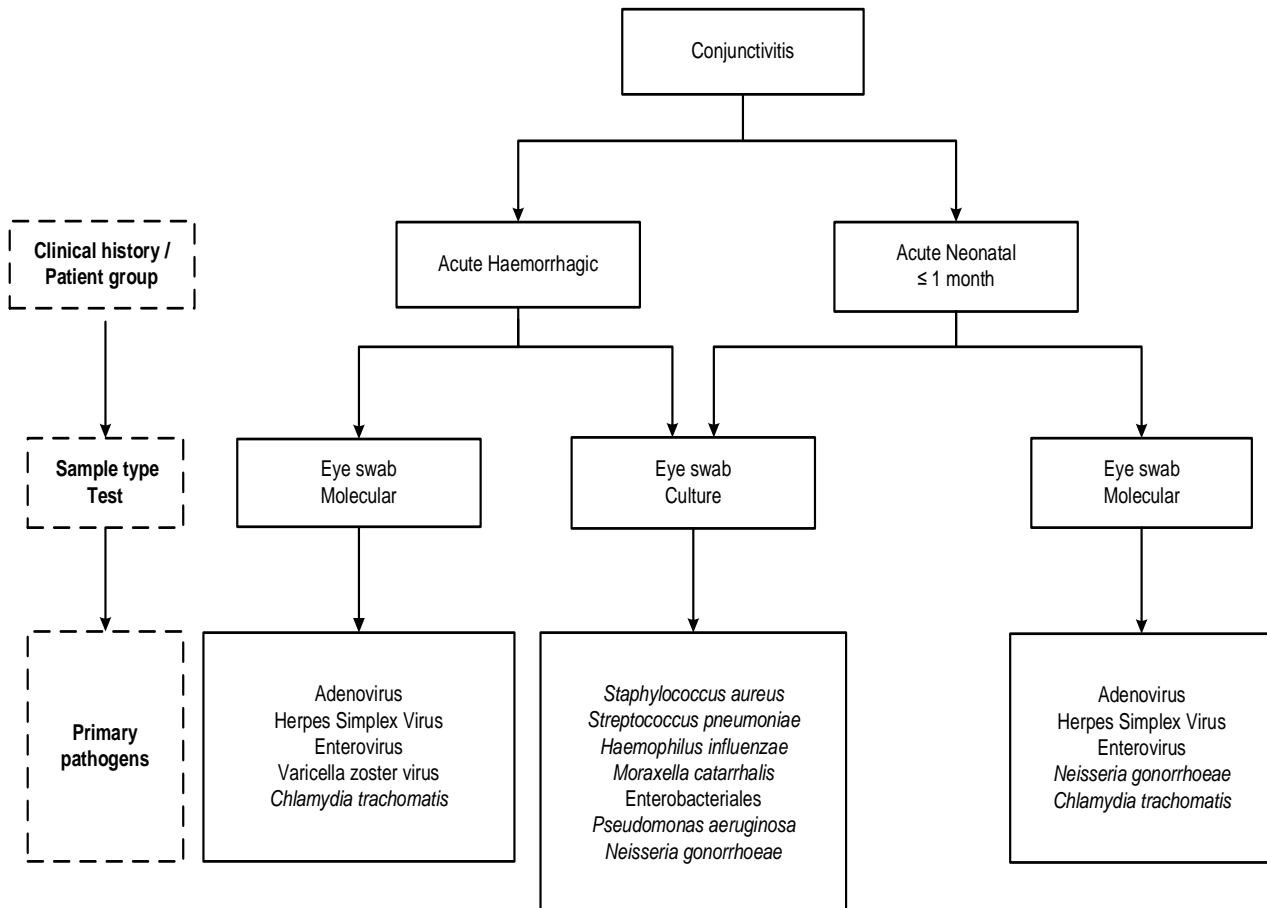 Conjunctivitis
Clinical history /
Patient group
Acute Haemorrhagic
Acute Neonatal
≤ 1 month
Sample type
Test
Eye swab
Molecular
Eye swab
Culture
Eye swab
Molecular
Primary
pathogens
Adenovirus
Herpes Simplex Virus
Enterovirus
Varicella zoster virus
Chlamydia trachomatis
Staphylococcus aureus
Streptococcus pneumoniae
Haemophilus influenzae
Moraxella catarrhalis
Enterobacteriales
Pseudomonas aeruginosa
Neisseria gonorrhoeae
Adenovirus
Herpes Simplex Virus
Enterovirus
Neisseria gonorrhoeae
Chlamydia trachomatis